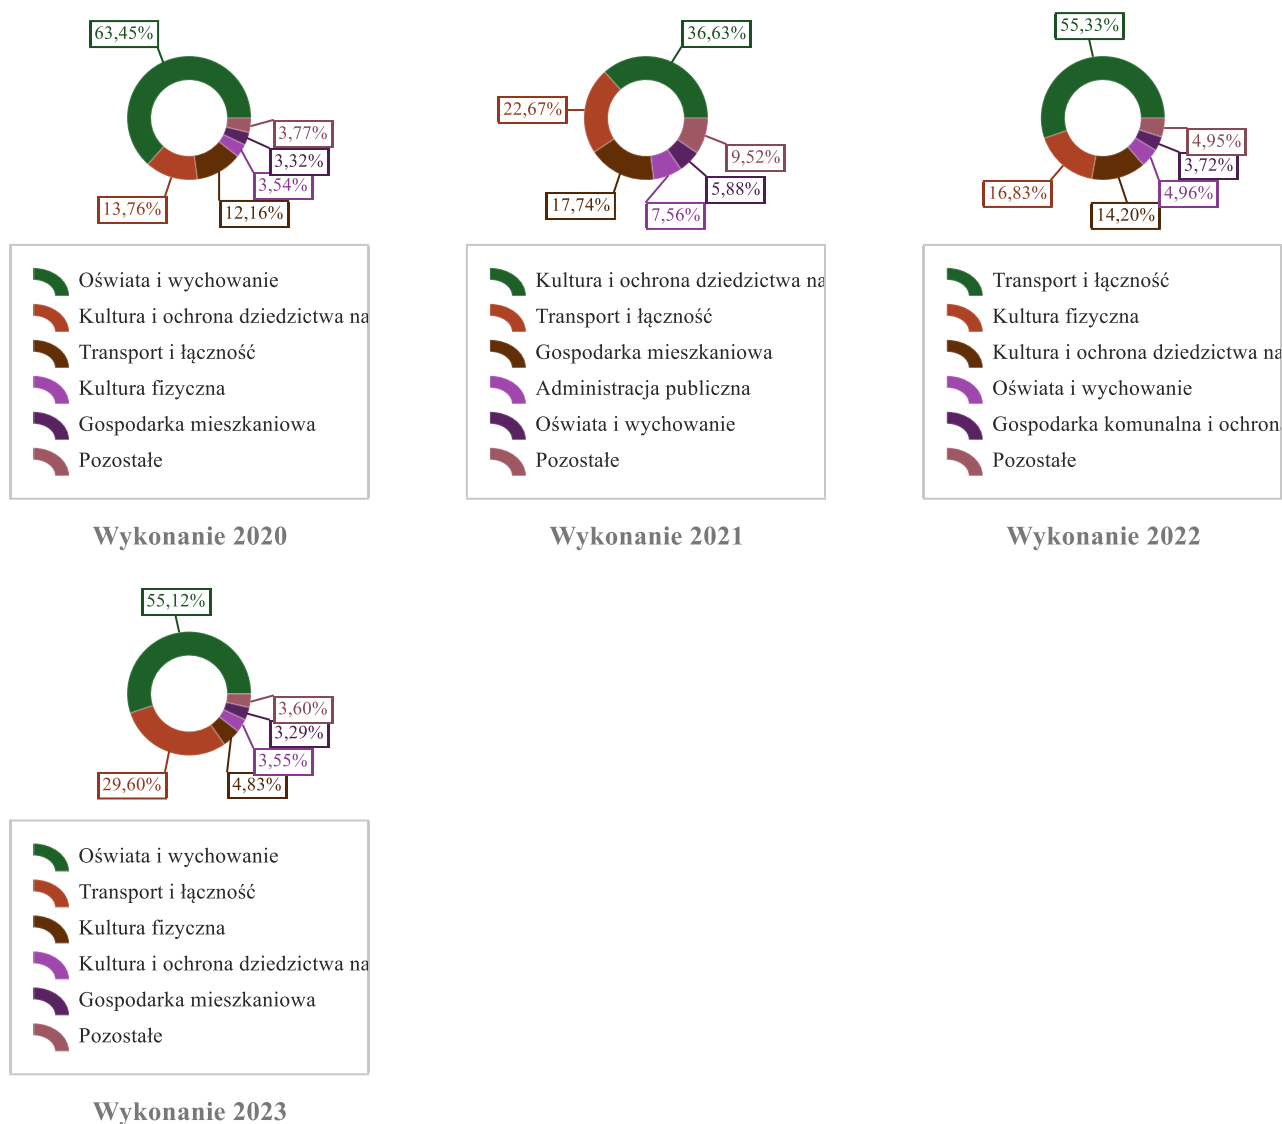 63,45%
3,77%
3,32%
3,54%
13,76%
12,16%
Oświata i wychowanie
Kultura i ochrona dziedzictwa na
Transport i łączność
Kultura fizyczna
Gospodarka mieszkaniowa
Pozostałe
Wykonanie 2020
36,63%
22,67%
9,52%
5,88%
17,74%
7,56%
Kultura i ochrona dziedzictwa na
Transport i łączność
Gospodarka mieszkaniowa
Administracja publiczna
Oświata i wychowanie
Pozostałe
Wykonanie 2021
55,33%
4,95%
3,72%
16,83%
4,96%
14,20%
Transport i łączność
Kultura fizyczna
Kultura i ochrona dziedzictwa na
Oświata i wychowanie
Gospodarka komunalna i ochron
Pozostałe
Wykonanie 2022
55,12%
3,60%
3,29%
3,55%
29,60%
4,83%
Oświata i wychowanie
Transport i łączność
Kultura fizyczna
Kultura i ochrona dziedzictwa na
Gospodarka mieszkaniowa
Pozostałe
Wykonanie 2023